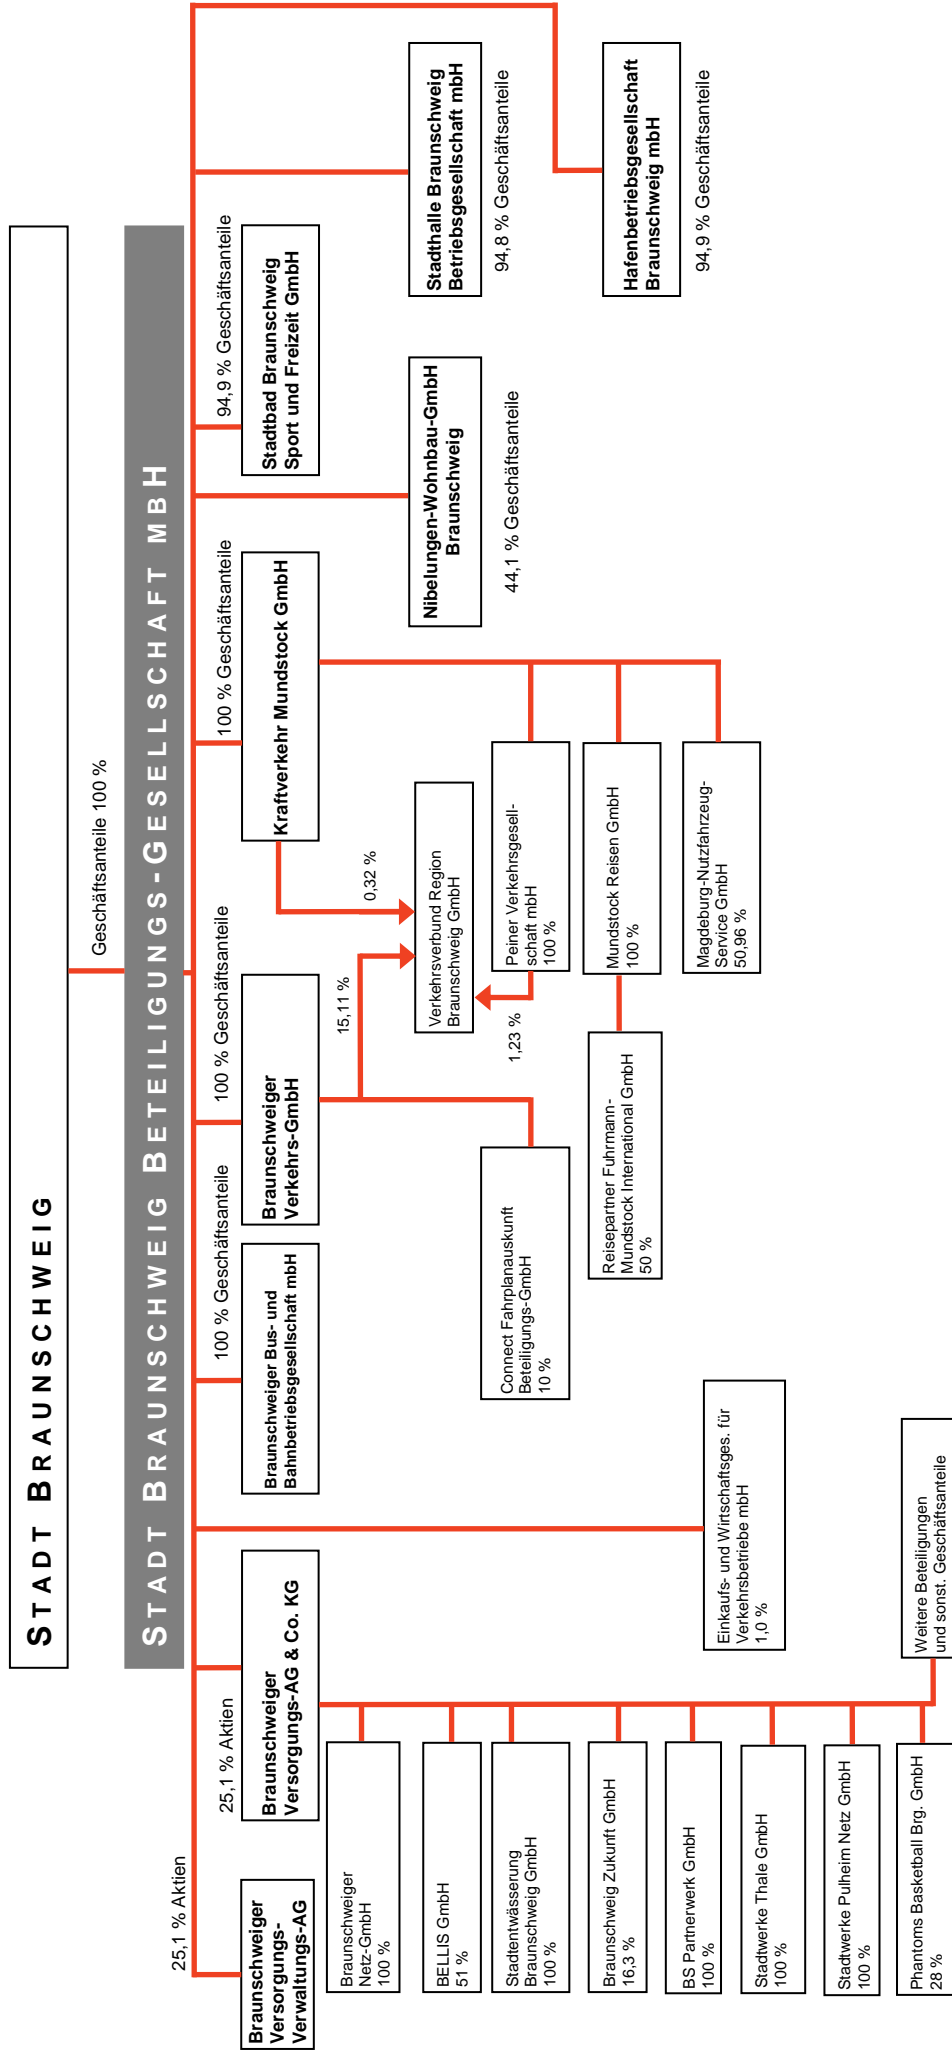 STADT BRAUNSCHWEIG
Geschäftsanteile 100 %
STADT BRAUNSCHWEIG BETEILIGUNGS-GESELLSCHAFT MBH
25,1 % Aktien
Braunschweiger
Versorgungs-
Verwaltungs-AG
25,1 % Aktien
Braunschweiger
Versorgungs-AG & Co. KG
100 % Geschäftsanteile
Braunschweiger Bus- und
Bahnbetriebsgesellschaft mbH
100 % Geschäftsanteile
Braunschweiger
Verkehrs-GmbH
100 % Geschäftsanteile
Kraftverkehr Mundstock GmbH
94,9 % Geschäftsanteile
Stadtbad Braunschweig
Sport und Freizeit GmbH
Braunschweiger
Netz-GmbH
100 %
BELLIS GmbH
51 %
Stadtentwässerung
Braunschweig GmbH
100 %
Braunschweig Zukunft GmbH
16,3 %
BS Partnerwerk GmbH
100 %
Stadtwerke Thale GmbH
100 %
Stadtwerke Pulheim Netz GmbH
100 %
Phantoms Basketball Brg. GmbH
28 %
Weitere Beteiligungen
und sonst. Geschäftsanteile
Einkaufs- und Wirtschaftsges. für
Verkehrsbetriebe mbH
1,0 %
Connect Fahrplanauskunft
Beteiligungs-GmbH
10 %
15,11 %
0,32 %
Verkehrsverbund Region
Braunschweig GmbH
1,23 %
Peiner Verkehrsgesell-
schaft mbH
100 %
Mundstock Reisen GmbH
100 %
Reisepartner Fuhrmann-
Mundstock International GmbH
50 %
Magdeburg-Nutzfahrzeug-
Service GmbH
50,96 %
Nibelungen-Wohnbau-GmbH
Braunschweig
44,1 % Geschäftsanteile
Stadthalle Braunschweig
Betriebsgesellschaft mbH
94,8 % Geschäftsanteile
Hafenbetriebsgesellschaft
Braunschweig mbH
94,9 % Geschäftsanteile